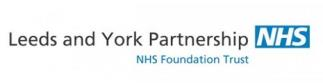 Leeds and York Partnership NHS
NHS Foundation Trust